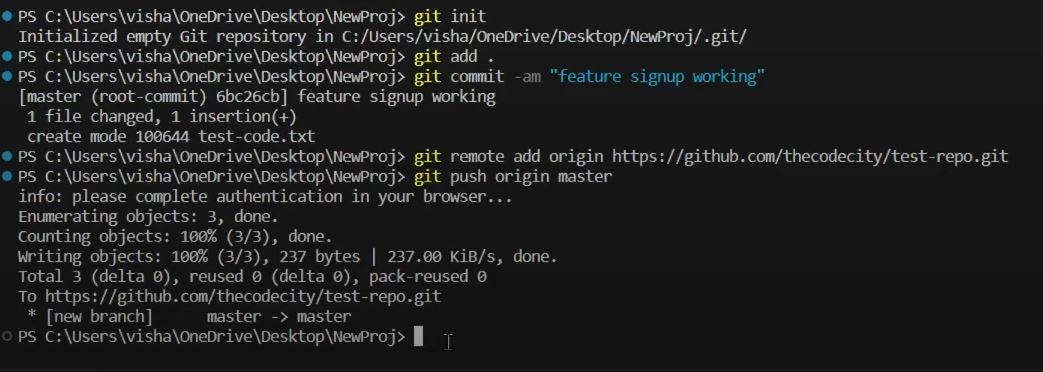 PS C:\Users\visha\OneDrive\Desktop\NewProj> git init
Initialized empty Git repository in C:/Users/visha/OneDrive/Desktop/NewProj/.git/
PS C:\Users\visha\OneDrive\Desktop\NewProj> git add .
PS C:\Users\visha\OneDrive\Desktop\NewProj> git commit -am "feature signup working"
[master (root-commit) 6bc26cb] feature signup working
 1 file changed, 1 insertion(+)
 create mode 100644 test-code.txt
PS C:\Users\visha\OneDrive\Desktop\NewProj> git remote add origin https://github.com/thecodecity/test-repo.git
PS C:\Users\visha\OneDrive\Desktop\NewProj> git push origin master
info: please complete authentication in your browser...
Enumerating objects: 3, done.
Counting objects: 100% (3/3), done.
Writing objects: 100% (3/3), 237 bytes | 237.00 KiB/s, done.
Total 3 (delta 0), reused 0 (delta 0), pack-reused 0
To https://github.com/thecodecity/test-repo.git
 * [new branch]      master -> master
PS C:\Users\visha\OneDrive\Desktop\NewProj>